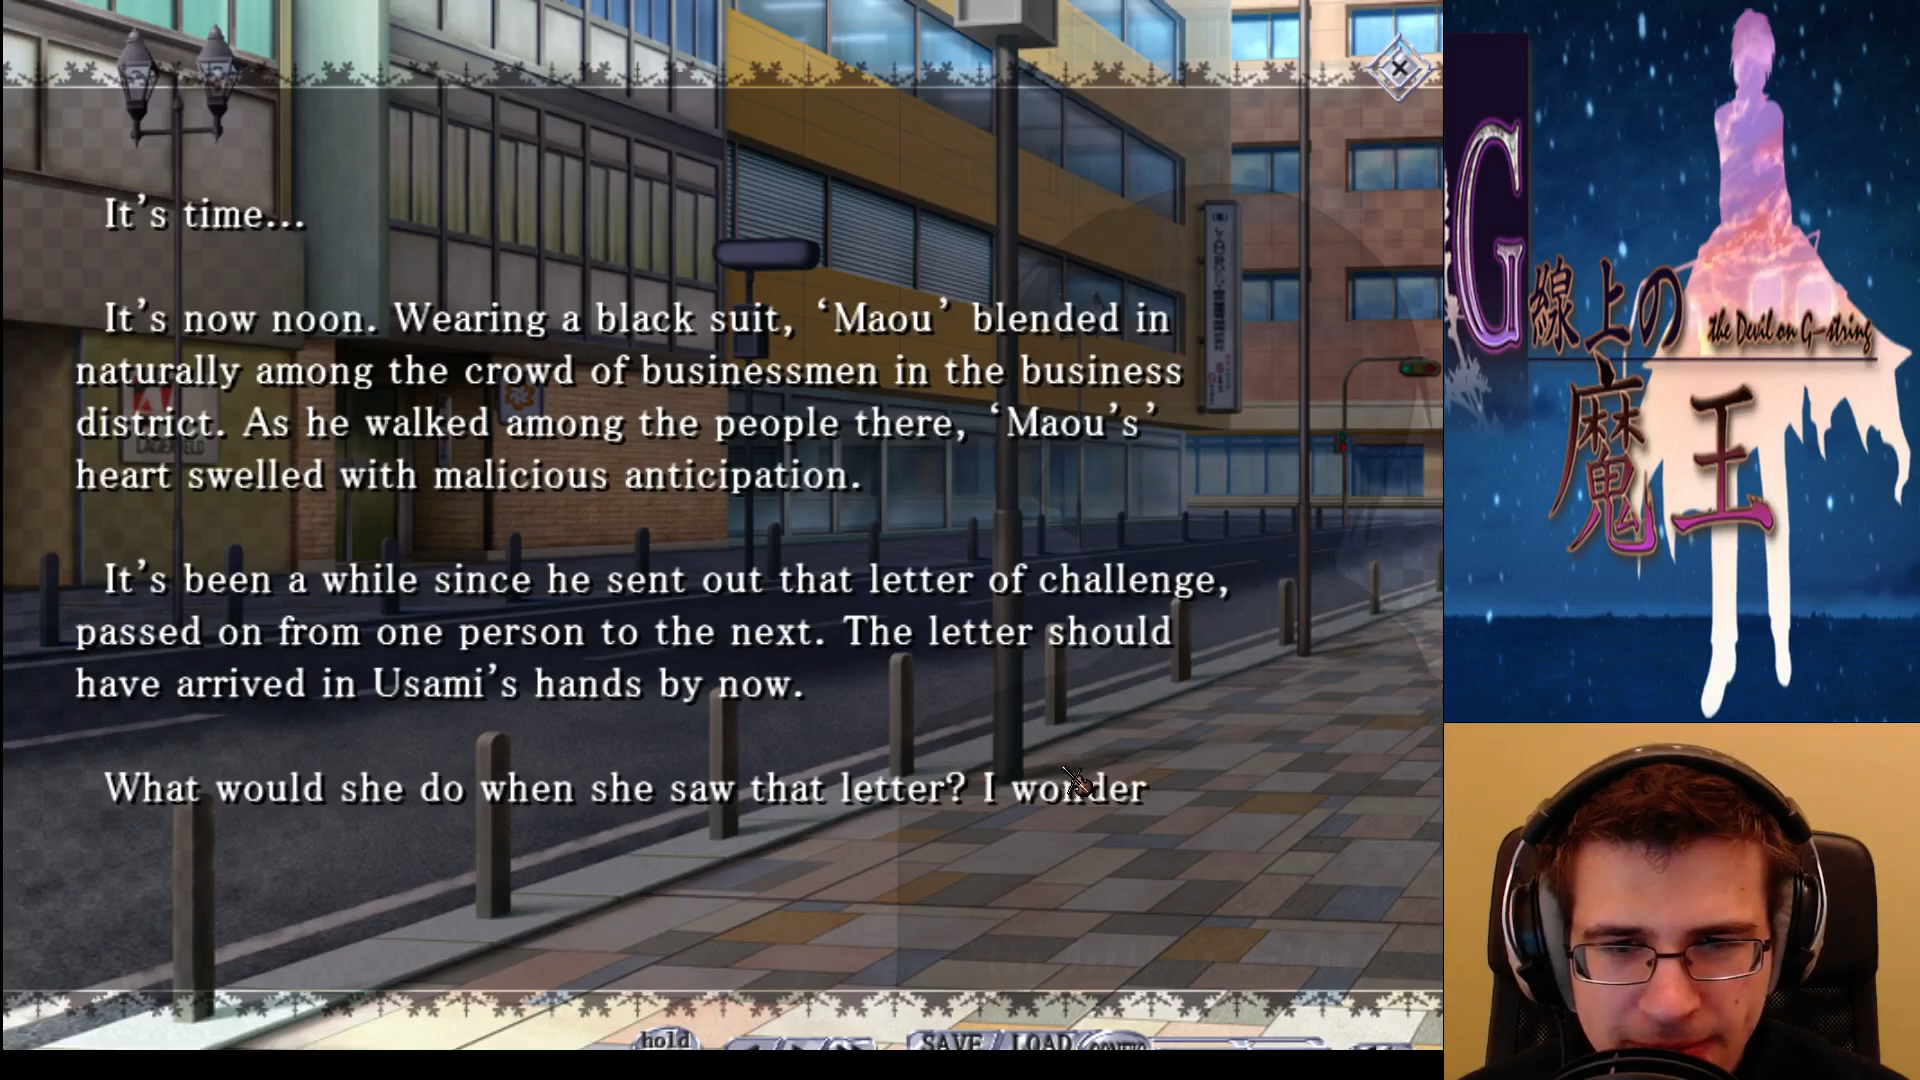 It's time...
It's now noon. Wearing a black suit, ‘Maou’ blended in
naturally among the crowd of businessmen in the business
district. As he walked among the people there, ‘Maou’s’
heart swelled with malicious anticipation.
It's been a while since he sent out that letter of challenge,
passed on from one person to the next. The letter should
have arrived in Usami's hands by now.
What would she do when she saw that letter? I wonder
hold
SAVE / LOAD
G線上の
魔王
the Devil on G-string